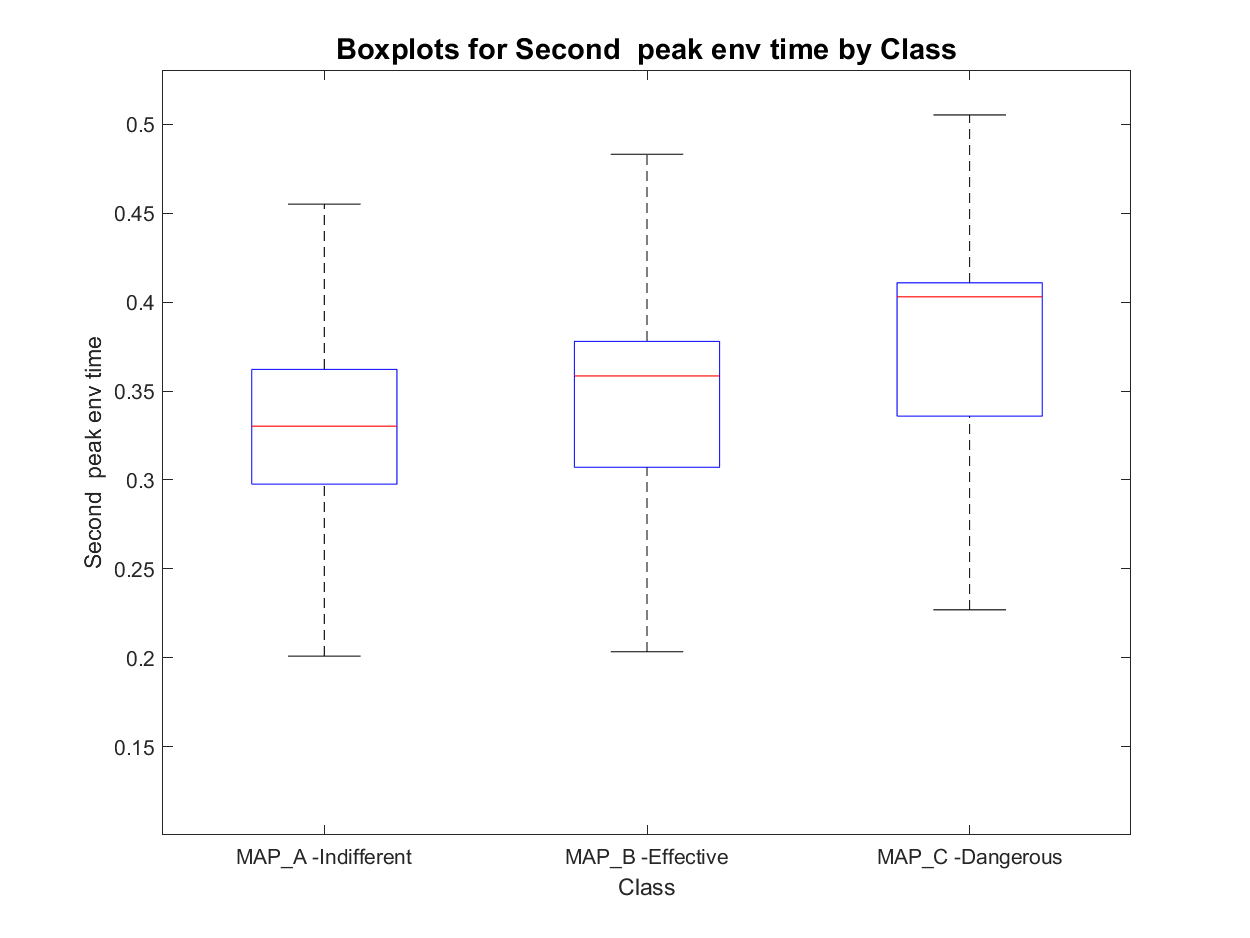 Boxplots for Second  peak env time by Class
0.5
0.45
0.4
0.35
0.3
0.25
0.2
0.15
Second  peak env time
MAP_A -Indifferent
MAP_B -Effective
MAP_C -Dangerous
Class